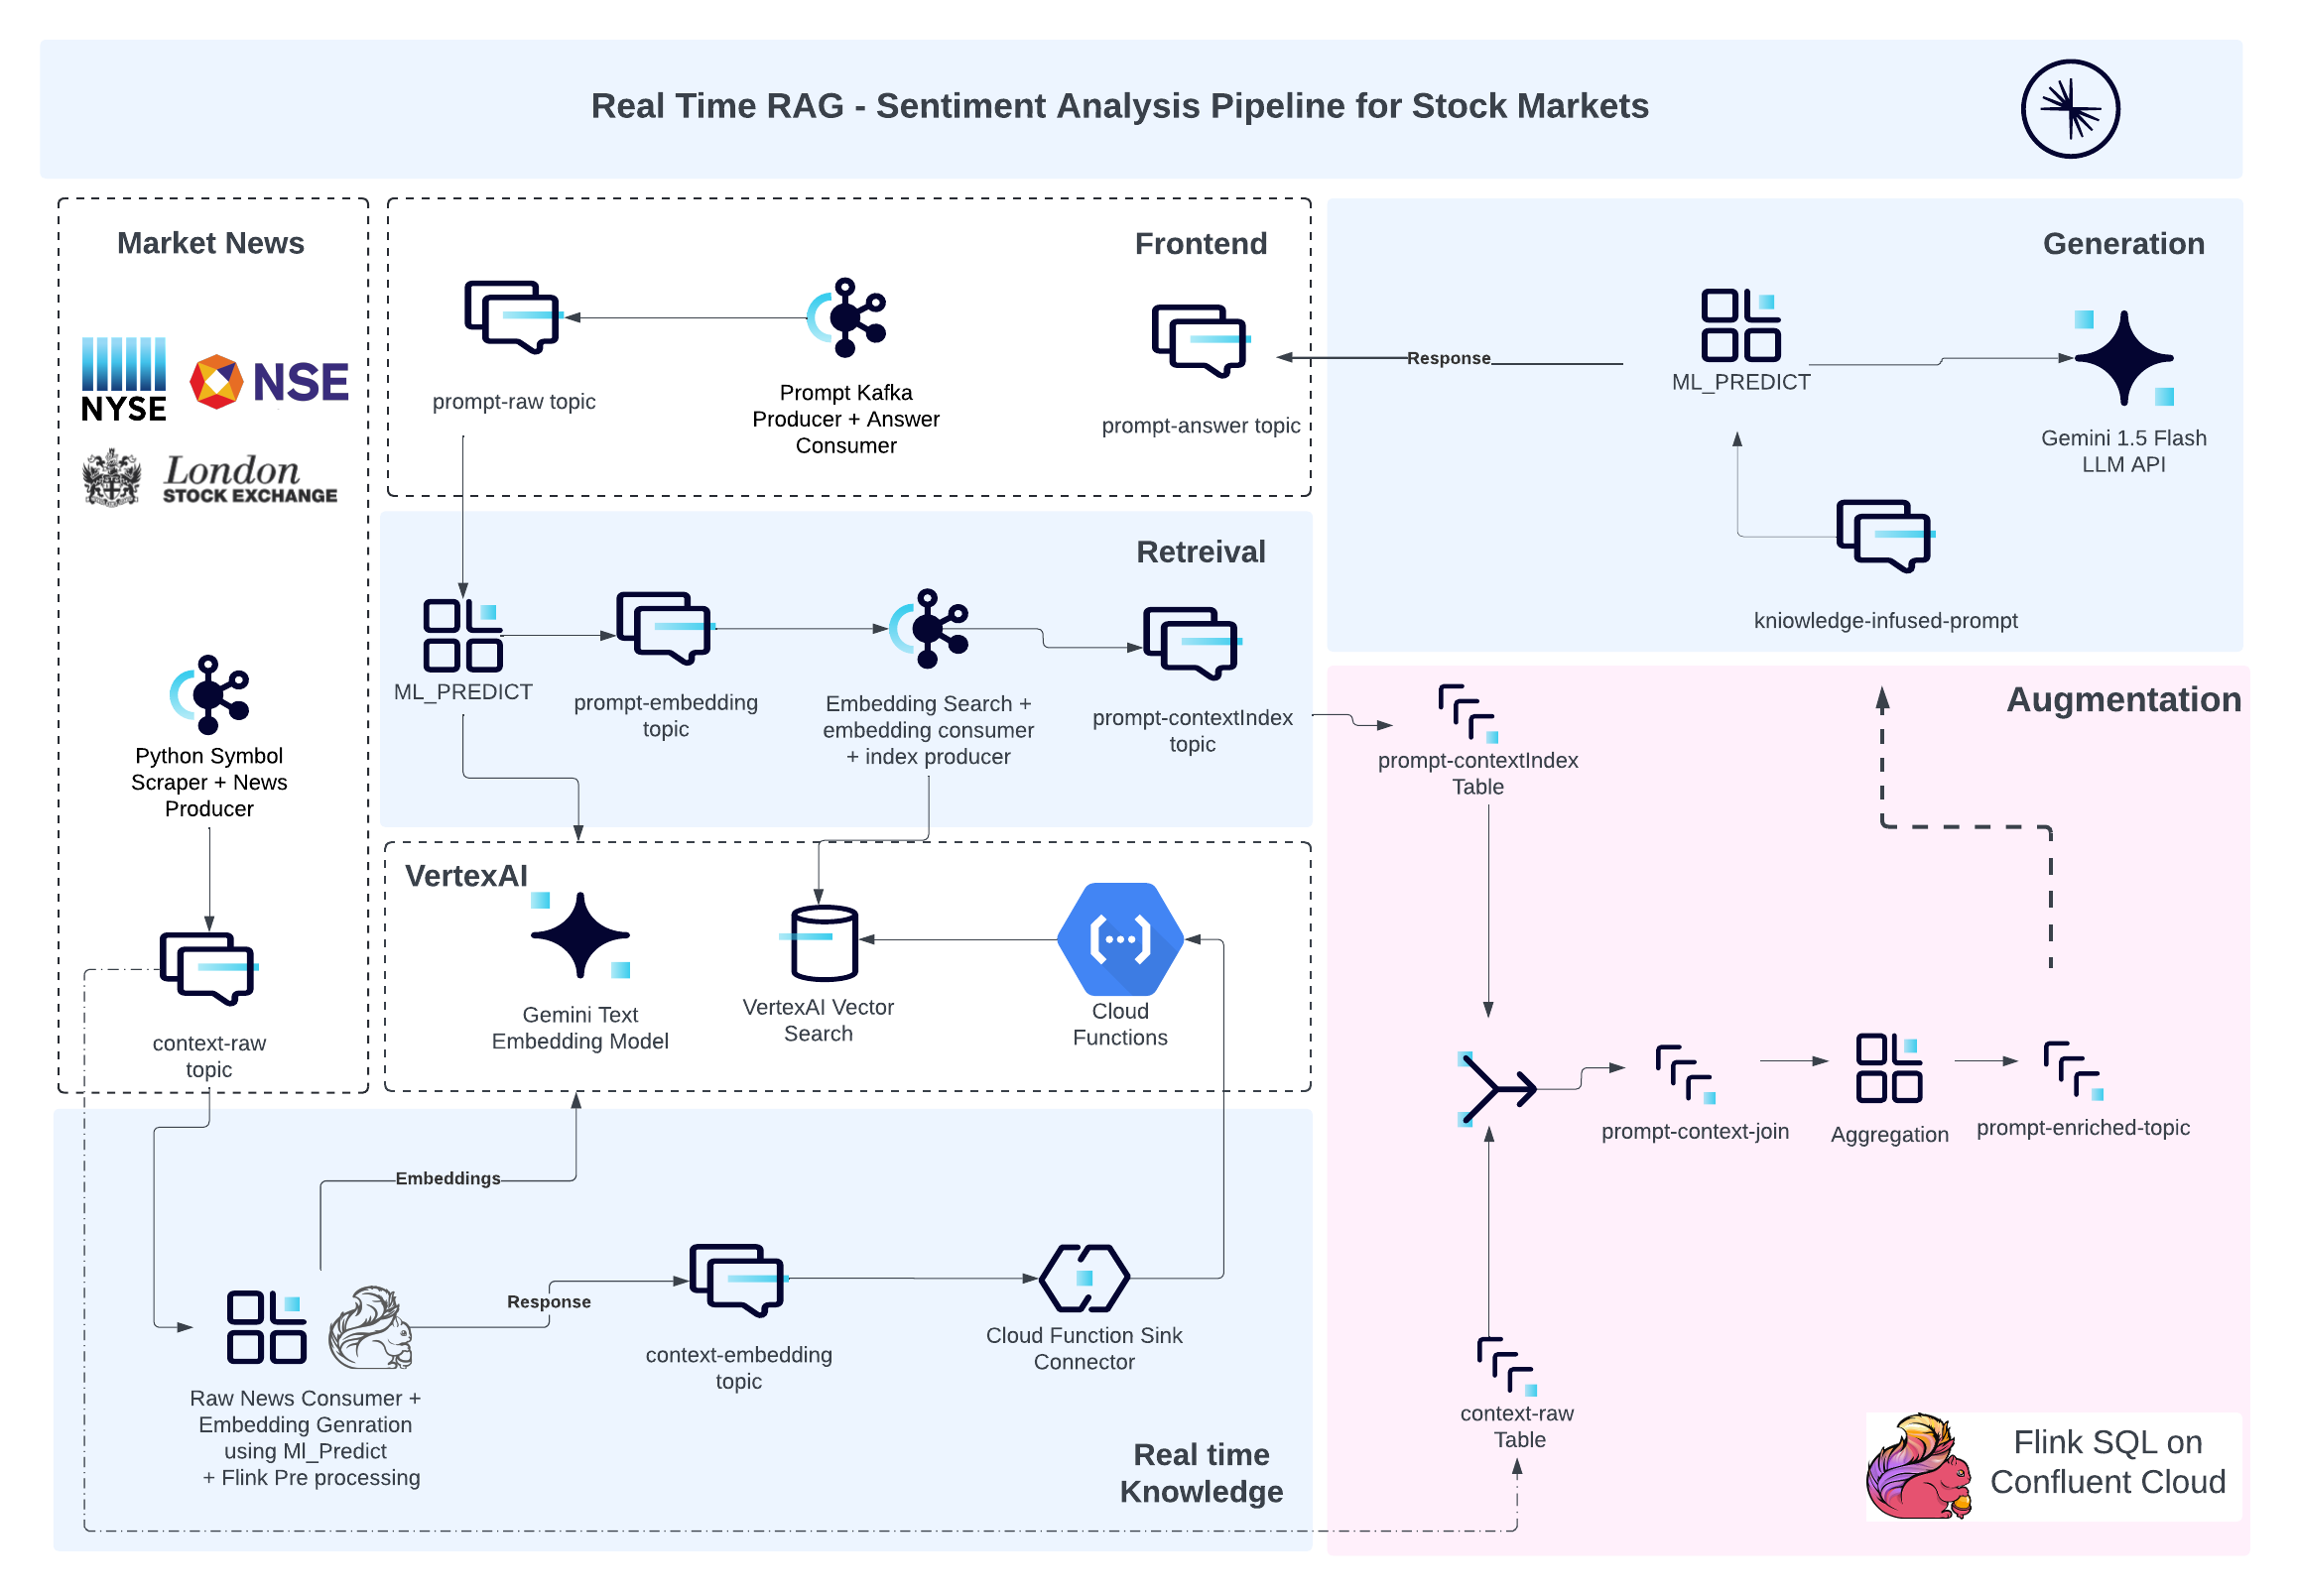 Real Time RAG - Sentiment Analysis Pipeline for Stock Markets
Market News
NYSE
NSE
London
STOCK EXCHANGE
Python Symbol
Scraper + News
Producer
context-raw
topic
Frontend
prompt-raw topic
Prompt Kafka
Producer + Answer
Consumer
prompt-answer topic
Response
Generation
ML_PREDICT
Gemini 1.5 Flash
LLM API
kniowledge-infused-prompt
Retreival
ML_PREDICT
prompt-embedding
topic
Embedding Search +
embedding consumer
+ index producer
prompt-contextIndex
topic
VertexAI
Gemini Text
Embedding Model
VertexAI Vector
Search
Cloud
Functions
Augmentation
prompt-contextIndex
Table
prompt-context-join
Aggregation
prompt-enriched-topic
context-raw
Table
Flink SQL on
Confluent Cloud
Embeddings
Response
Raw News Consumer +
Embedding Genration
using Ml_Predict
+ Flink Pre processing
context-embedding
topic
Cloud Function Sink
Connector
Real time
Knowledge